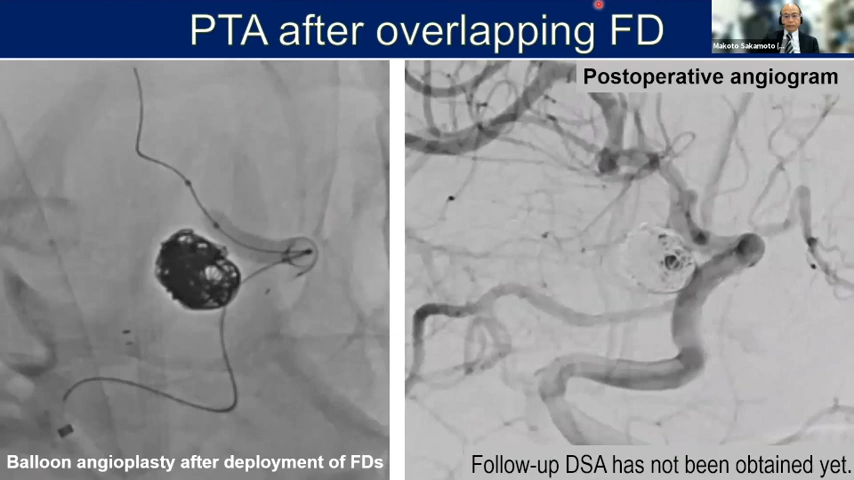 PTA after overlapping FD
Makoto Sakamoto (...
Postoperative angiogram
Balloon angioplasty after deployment of FDs
Follow-up DSA has not been obtained yet.